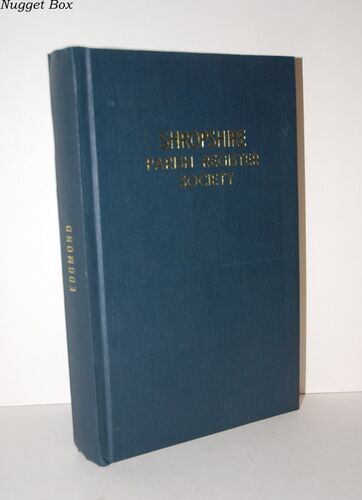 Nugget Box
SHROPSHIRE
PARISH REGISTER
SOCIETY
EDGMOND